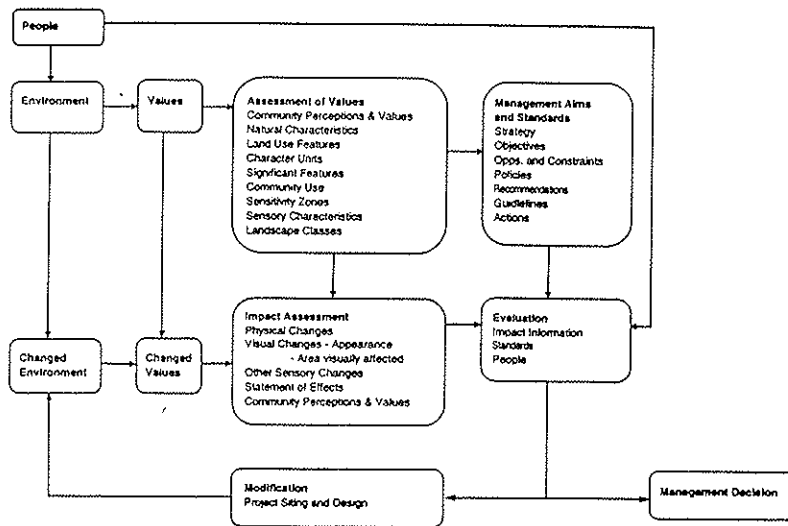 People
Environment
Values
Assessment of Values
Community Perceptions & Values
Natural Characteristics
Land Use Features
Character Units
Significant Features
Community Use
Sensitivity Zones
Sensory Characteristics
Landscape Classes
Management Aims
and Standards
Strategy
Objectives
Opps. and Constraints
Policies
Recommendations
Guidlefines
Actions
Changed
Environment
Changed
Values
Impact Assessment
Physical Changes
Visual Changes - Appearance
- Area visually affected
Other Sensory Changes
Statement of Effects
Community Perceptions & Values
Evaluation
Impact Information
Standards
People
Modification
Project Siting and Design
Management Decision